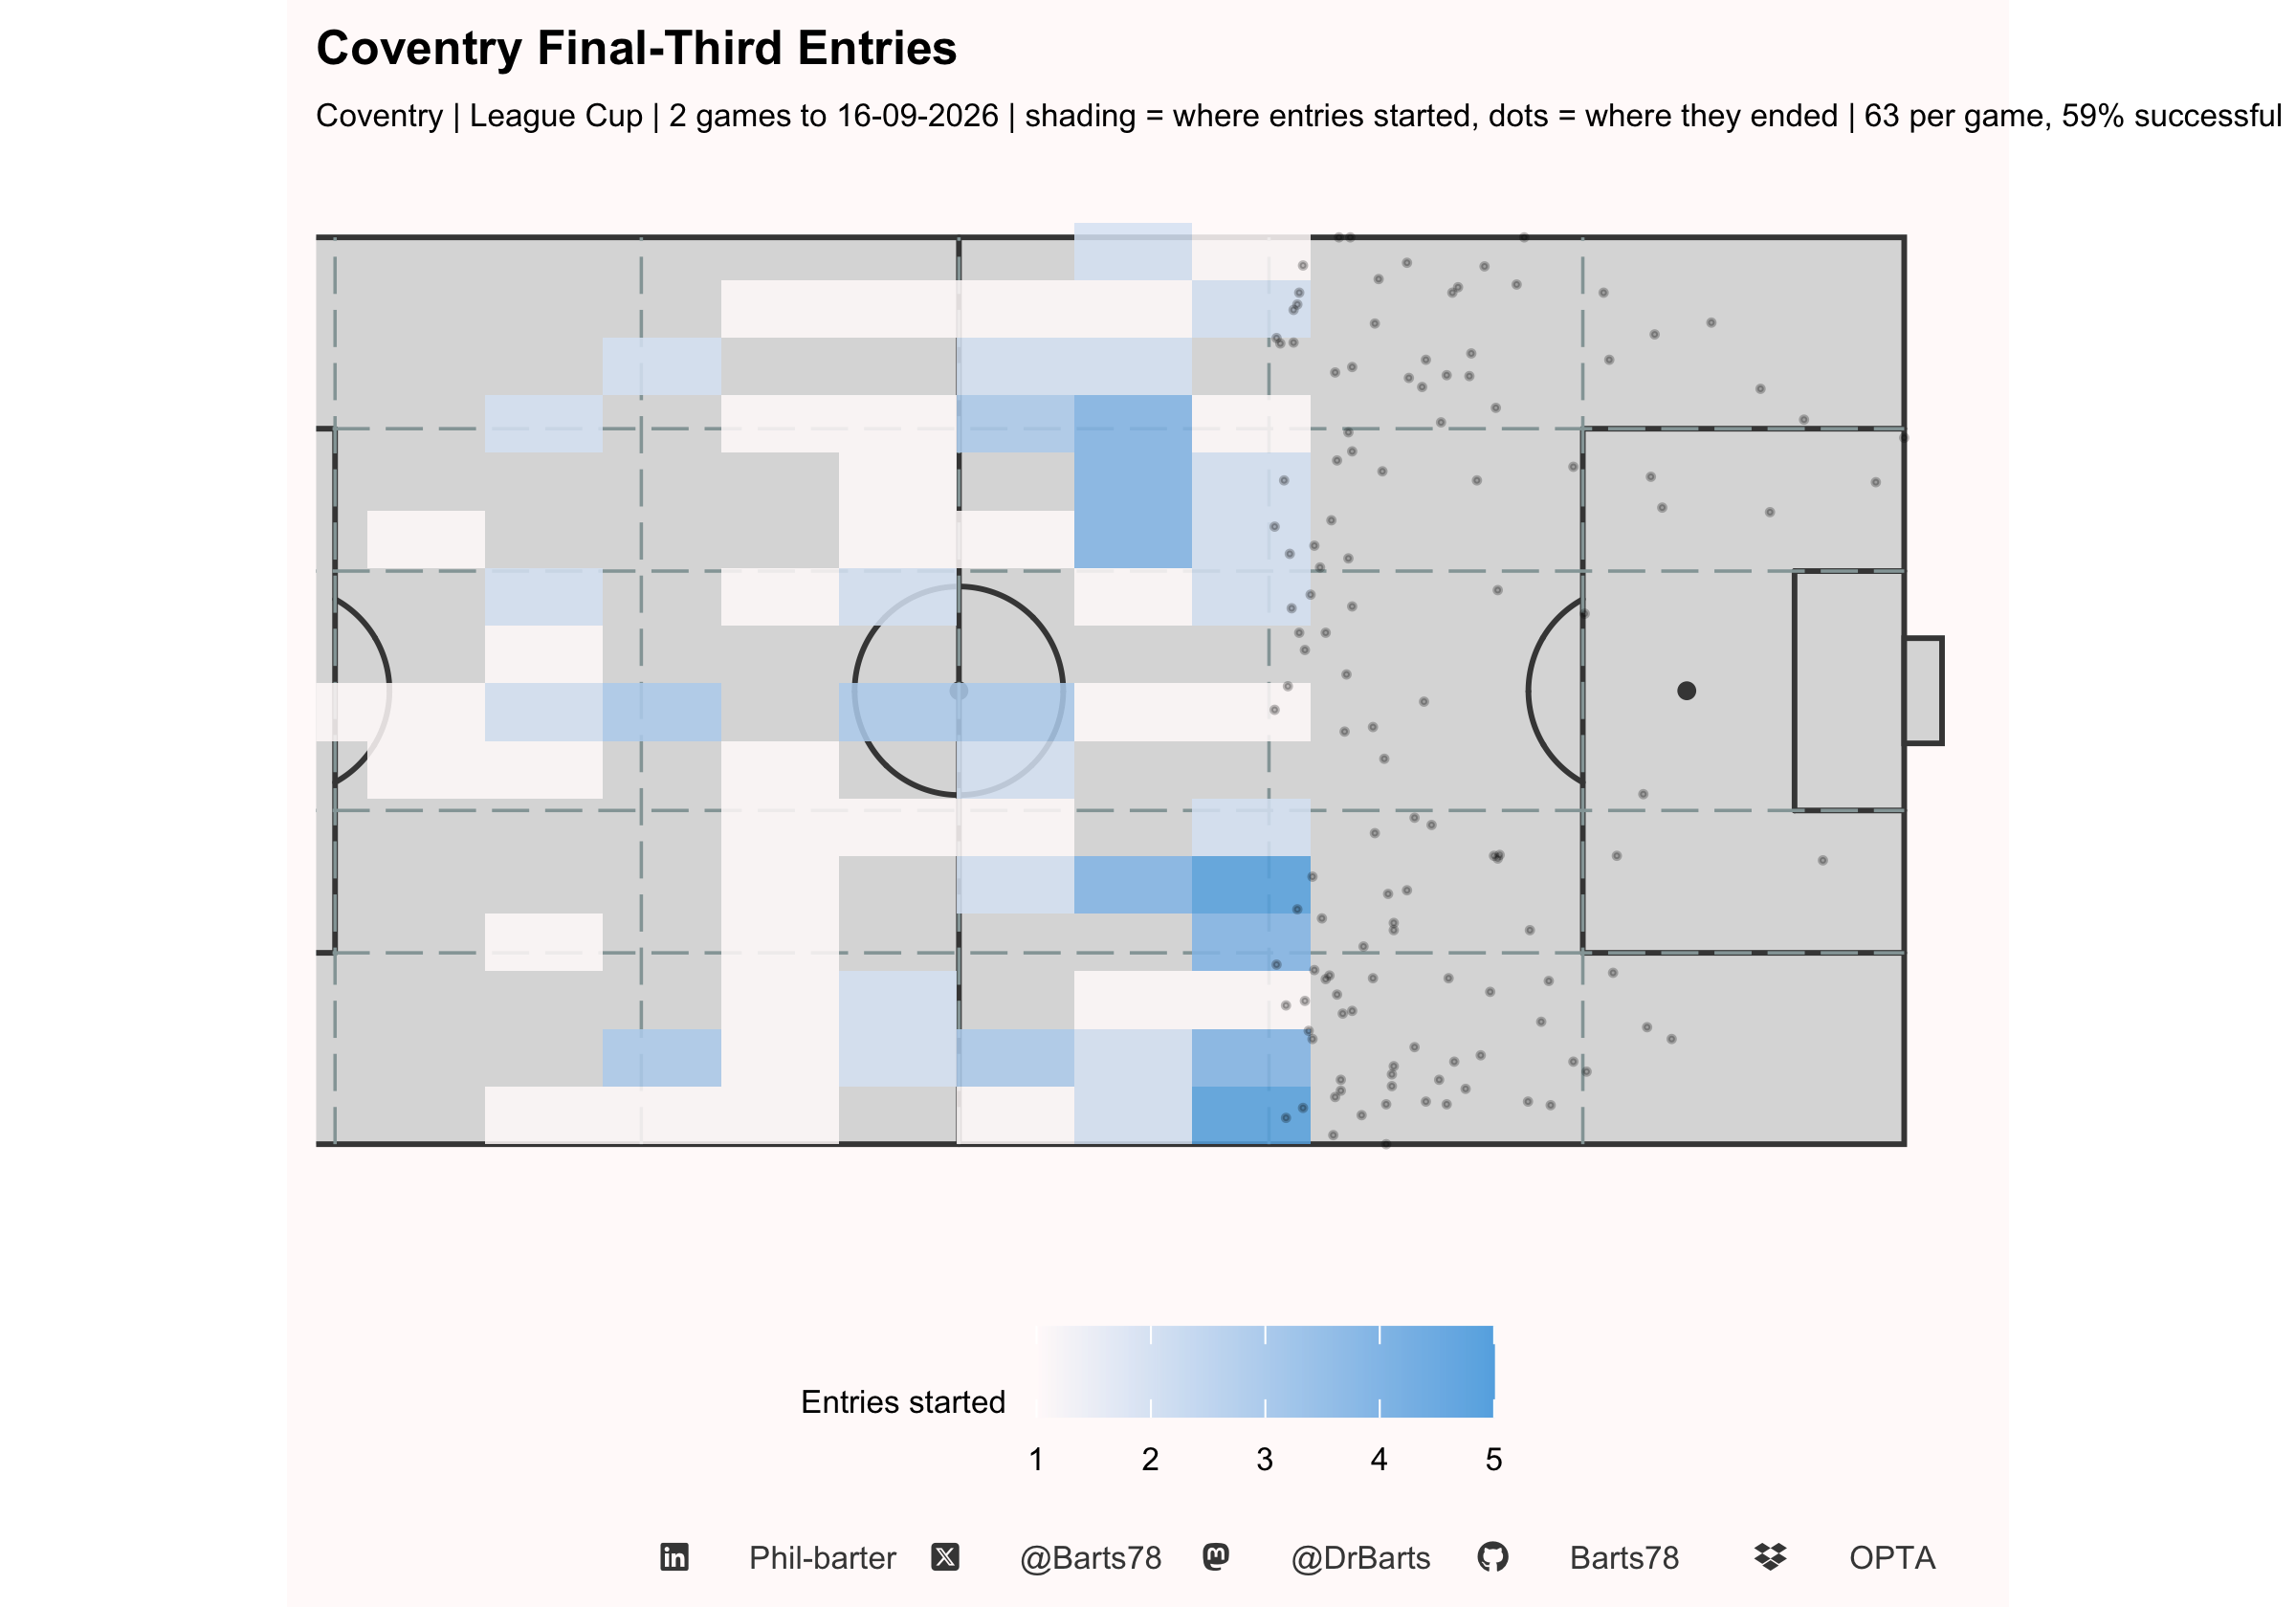 Coventry Final-Third Entries
Coventry | League Cup | 2 games to 16-09-2026 | shading = where entries started, dots = where they ended | 63 per game, 59% successful
Entries started
1 2 3 4 5
Phil-barter @Barts78 @DrBarts Barts78 OPTA